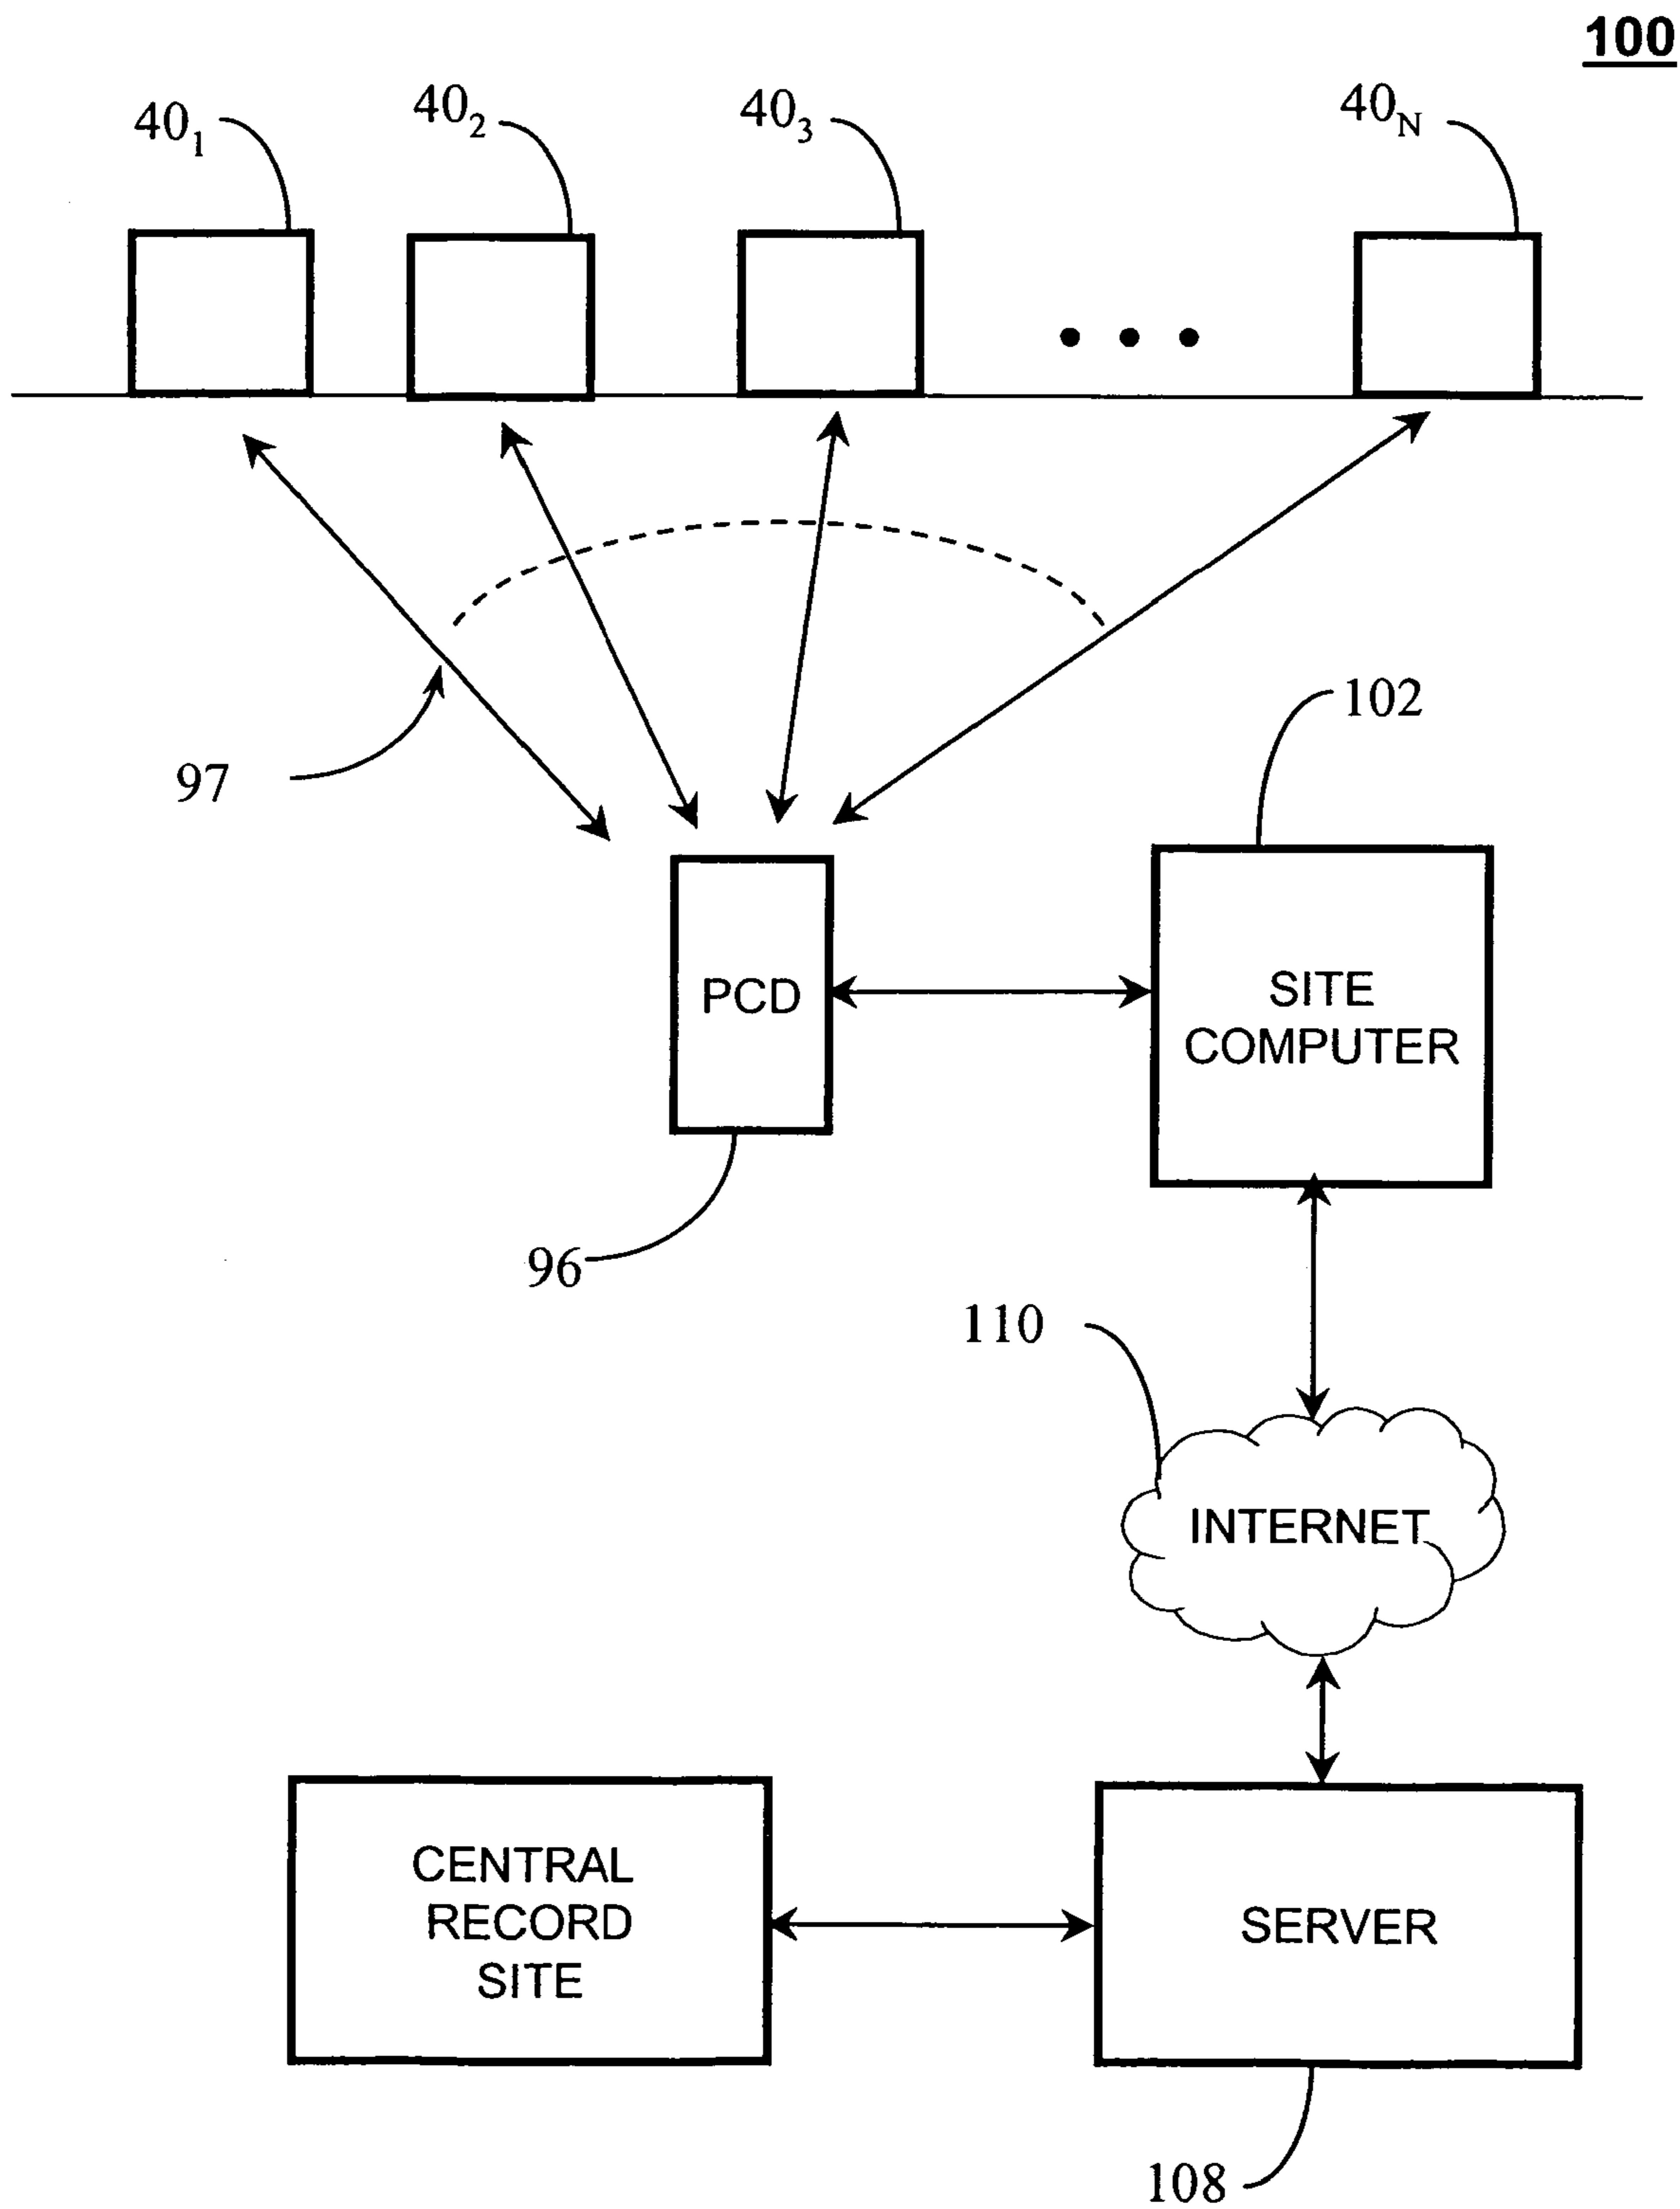 100
40₁
40₂
40₃
40ₙ
97
102
PCD
SITE
COMPUTER
96
110
INTERNET
CENTRAL
RECORD
SITE
SERVER
108